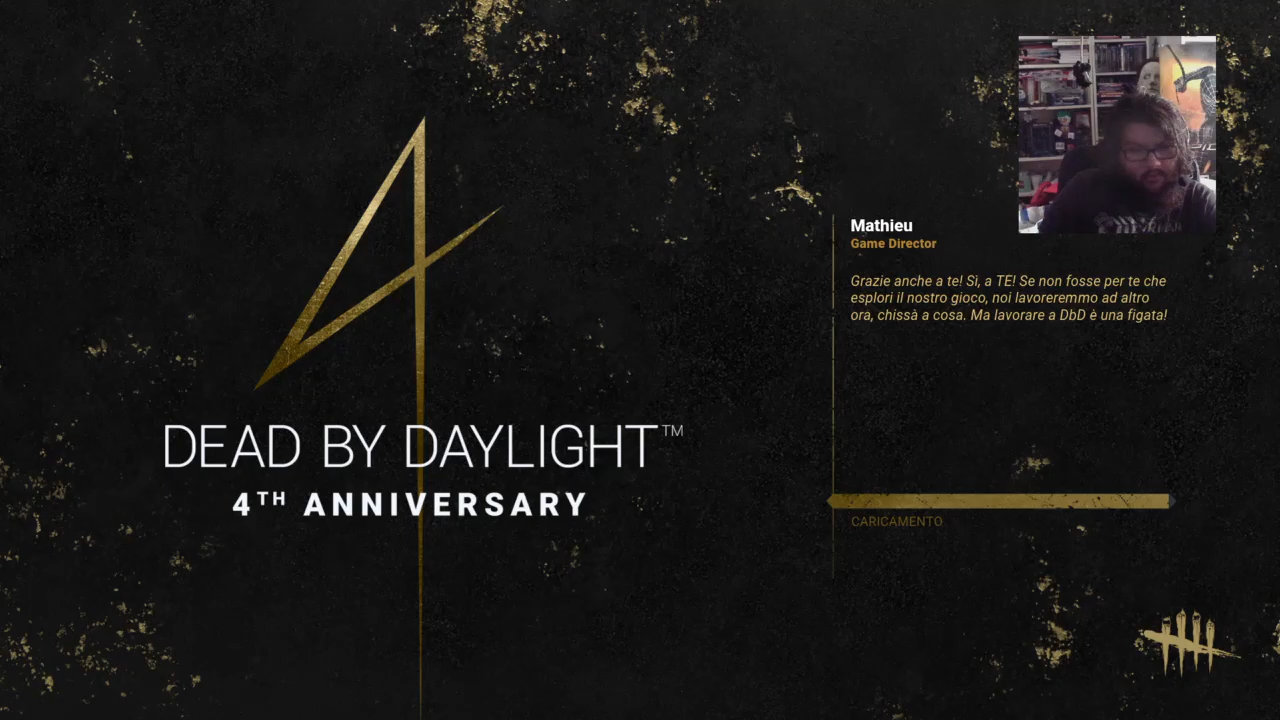 DEAD BY DAYLIGHT™
4TH ANNIVERSARY
Mathieu
Game Director
Grazie anche a te! Sì, a TE! Se non fosse per te che
esplori il nostro gioco, noi lavoreremmo ad altro
ora, chissà a cosa. Ma lavorare a DbD è una figata!
CARICAMENTO